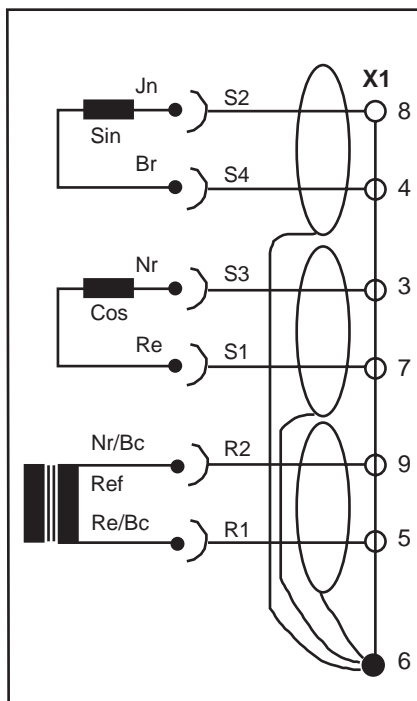 X1
Jn S2 8
Sin
Br S4 4
Nr S3 3
Cos
Re S1 7
Nr/Bc R2 9
Ref
Re/Bc R1 5
6